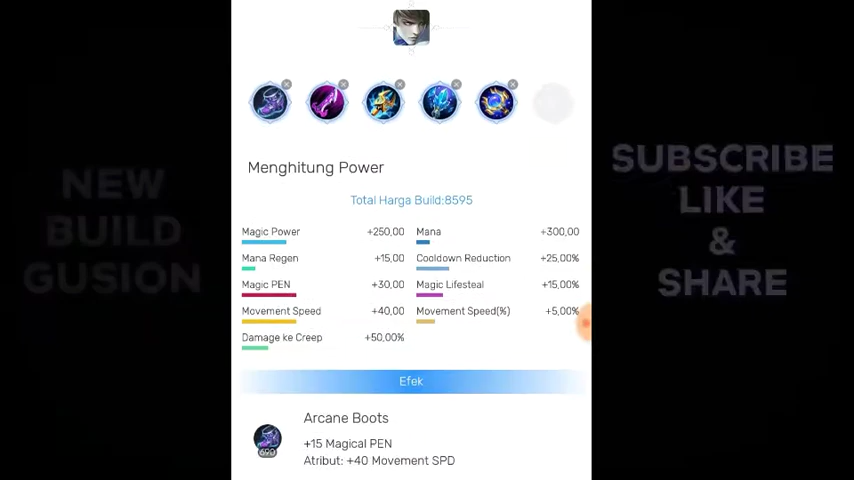 NEW
BUILD
GUSION
SUBSCRIBE
LIKE
&
SHARE
Menghitung Power
Total Harga Build:8595
Magic Power +250,00 Mana +300,00
Mana Regen +15,00 Cooldown Reduction +25,00%
Magic PEN +30,00 Magic Lifesteal +15,00%
Movement Speed +40,00 Movement Speed(%) +5,00%
Damage ke Creep +50,00%
Efek
Arcane Boots
+15 Magical PEN
Atribut: +40 Movement SPD
690